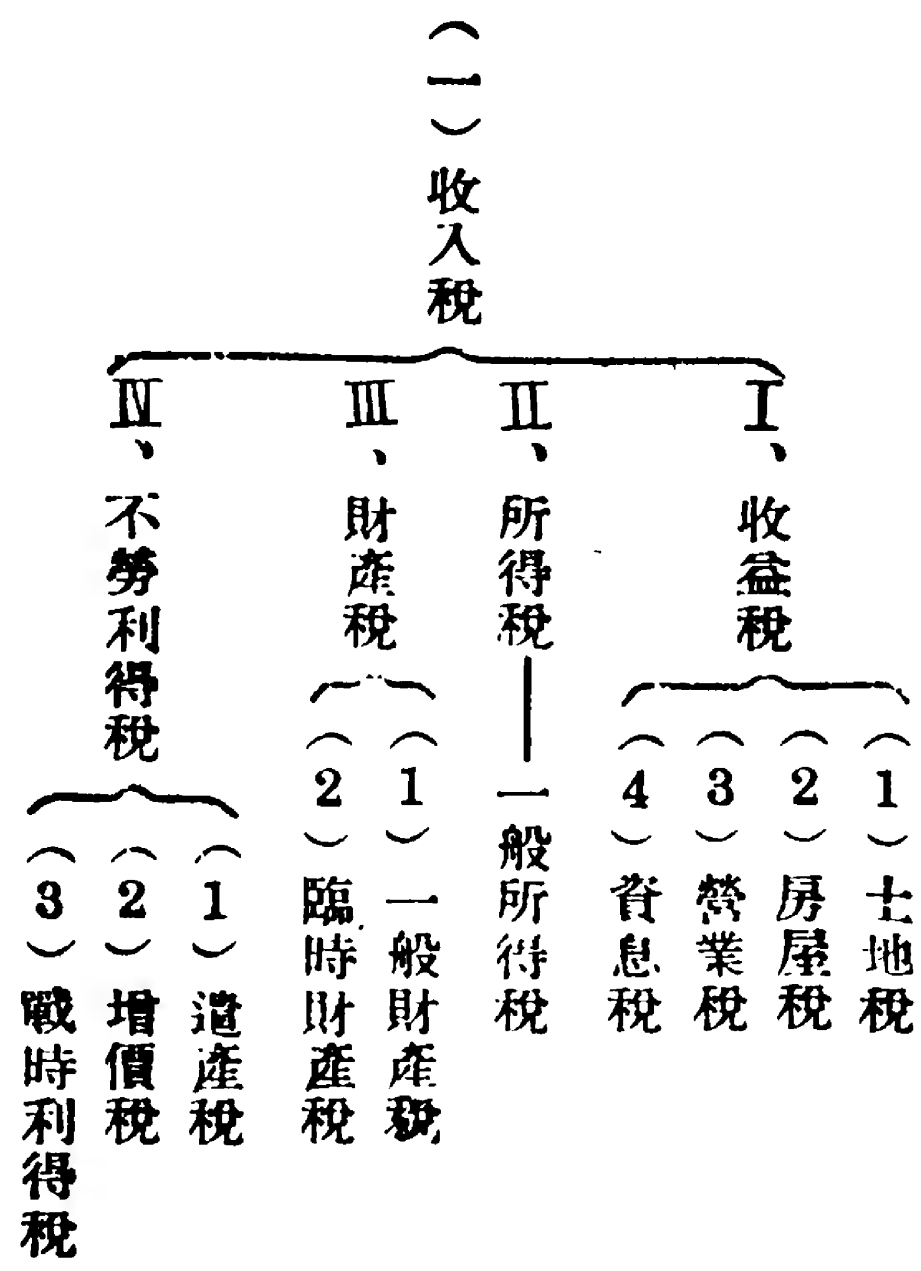 （一）收入稅
I、收益稅
（1）土地稅
（2）房屋稅
（3）營業稅
（4）資息稅
II、所得稅
一般所得稅
III、財產稅
（1）一般財產稅
（2）臨時財產稅
IV、不勞利得稅
（1）遺產稅
（2）增價稅
（3）戰時利得稅